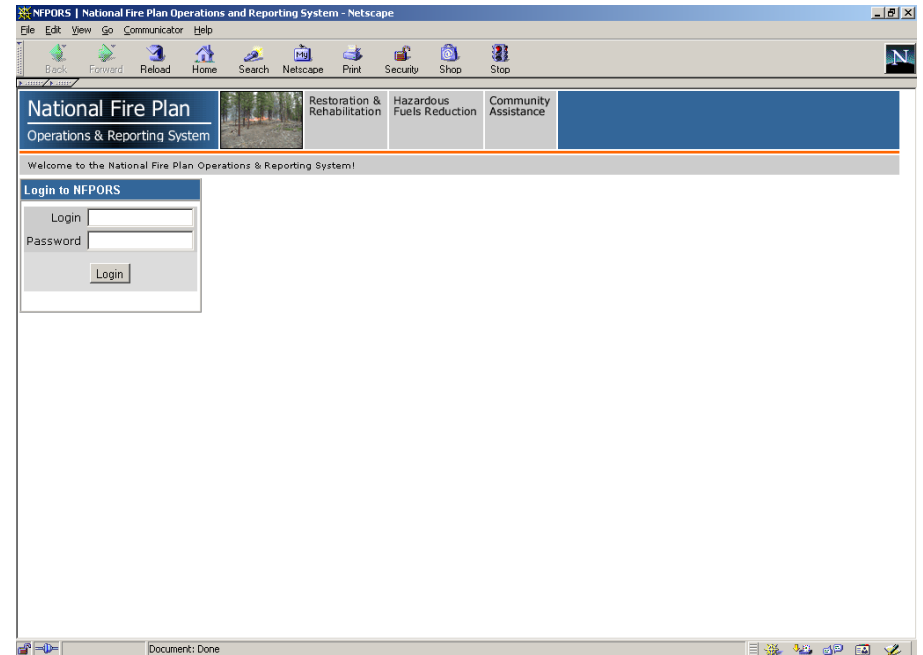 NFPORS | National Fire Plan Operations and Reporting System - Netscape
File Edit View Go Communicator Help
Back Forward Reload Home Search Netscape Print Security Shop Stop
My
N
National Fire Plan
Operations & Reporting System
Restoration &
Rehabilitation
Hazardous
Fuels Reduction
Community
Assistance
Welcome to the National Fire Plan Operations & Reporting System!
Login to NFPORS
Login
Password
Login
Document: Done